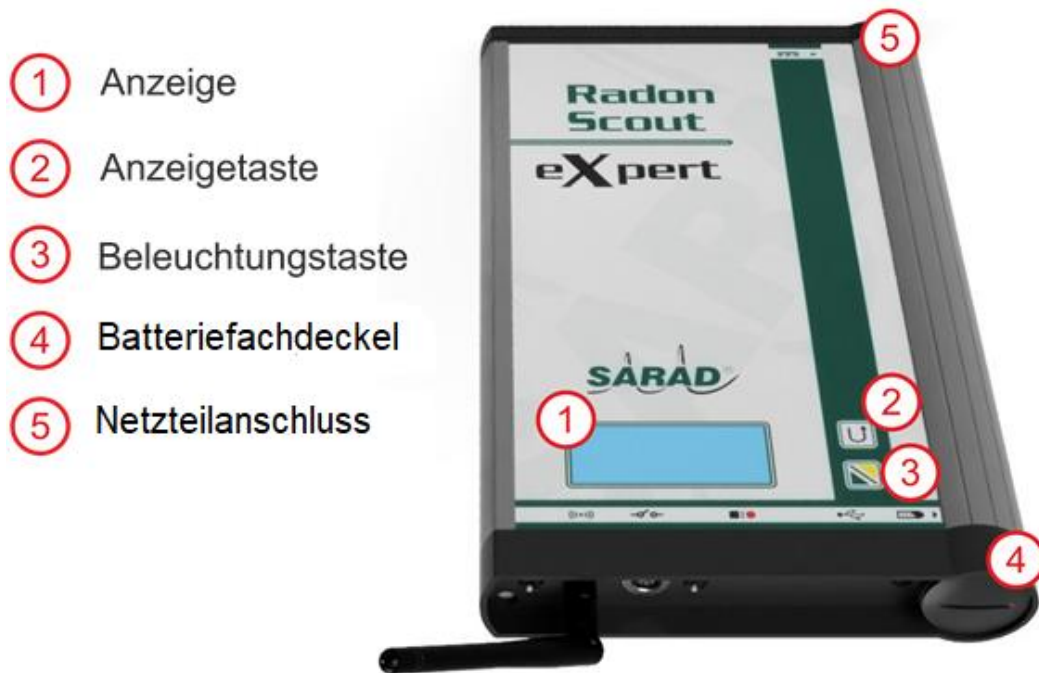 1 Anzeige
2 Anzeigetaste
3 Beleuchtungstaste
4 Batteriefachdeckel
5 Netzteilanschluss
5
Radon
Scout
eXpert
SARAD®
1
2
3
4